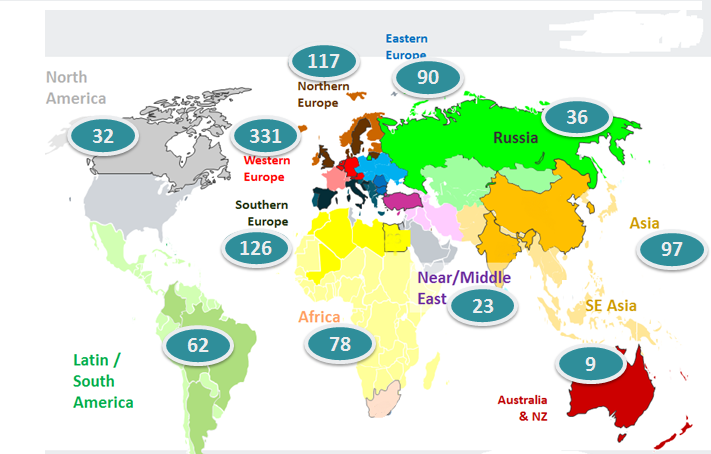 Eastern
Europe
117
90
North
America
Northern
Europe
36
32
331
Russia
Western
Europe
Southern
Europe
Asia
126
97
Near/Middle
East
23
SE Asia
Africa
62
78
9
Latin /
South
America
Australia
& NZ